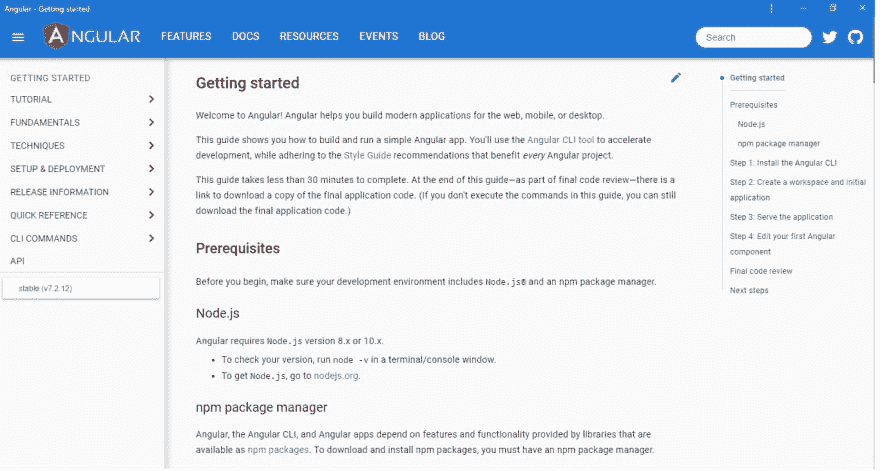 Angular - Getting started
ANGULAR FEATURES DOCS RESOURCES EVENTS BLOG Search
GETTING STARTED
TUTORIAL
FUNDAMENTALS
TECHNIQUES
SETUP & DEPLOYMENT
RELEASE INFORMATION
QUICK REFERENCE
CLI COMMANDS
API
stable (v7.2.12)
Getting started
Welcome to Angular! Angular helps you build modern applications for the web, mobile, or desktop.
This guide shows you how to build and run a simple Angular app. You'll use the Angular CLI tool to accelerate
development, while adhering to the Style Guide recommendations that benefit every Angular project.
This guide takes less than 30 minutes to complete. At the end of this guide—as part of final code review—there is a
link to download a copy of the final application code. (If you don't execute the commands in this guide, you can still
download the final application code.)
Prerequisites
Before you begin, make sure your development environment includes Node.js® and an npm package manager.
Node.js
Angular requires Node.js version 8.x or 10.x.
• To check your version, run node -v in a terminal/console window.
• To get Node.js, go to nodejs.org.
npm package manager
Angular, the Angular CLI, and Angular apps depend on features and functionality provided by libraries that are
available as npm packages. To download and install npm packages, you must have an npm package manager.
Getting started
Prerequisites
Node.js
npm package manager
Step 1: Install the Angular CLI
Step 2: Create a workspace and initial
application
Step 3: Serve the application
Step 4: Edit your first Angular
component
Final code review
Next steps